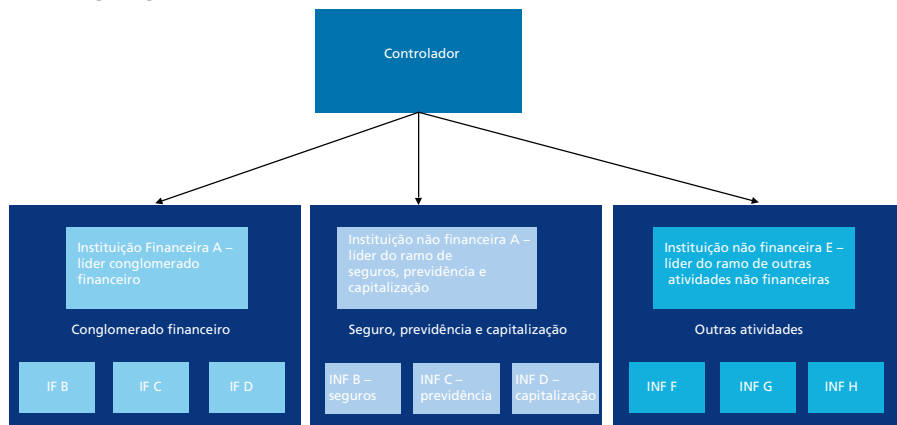 Controlador
Instituição Financeira A –
líder conglomerado
financeiro
Conglomerado financeiro
IF B
IF C
IF D
Instituição não financeira A –
líder do ramo de
seguros, previdência e
capitalização
Seguro, previdência e capitalização
INF B –
seguros
INF C –
previdência
INF D –
capitalização
Instituição não financeira E –
líder do ramo de outras
atividades não financeiras
Outras atividades
INF F
INF G
INF H